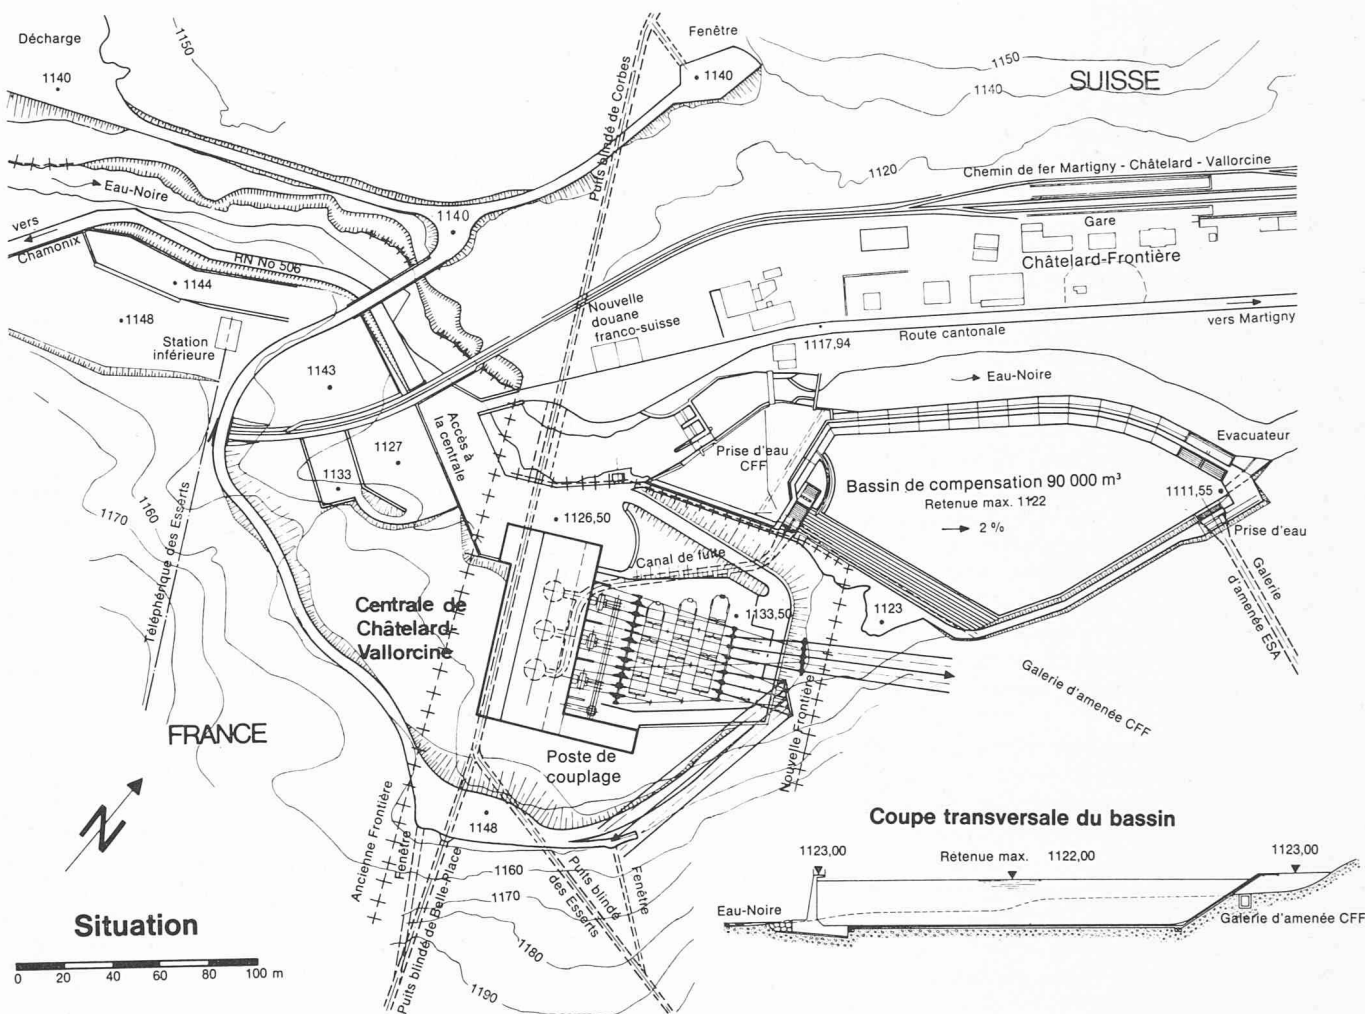 Décharge
1150
Fenêtre
1140
1140
1150
1140
SUISSE
Puits blindé de Corbes
1120
Chemin de fer Martigny - Châtelard - Vallorcine
Eau-Noire
vers
Chamonix
1140
RN No 506
Gare
Châtelard-Frontière
1144
1148
Station
inférieure
Nouvelle
douane
franco-suisse
Route cantonale
vers Martigny
1117,94
1143
Eau-Noire
Accès à
la centrale
1127
1133
Prise d'eau
CFF
Evacuateur
Bassin de compensation 90 000 m³
Retenue max. 1122
2 %
1111,55
Prise d'eau
1126,50
Canal de fuite
1160
1170
Téléphérique des Esserts
Centrale de
Châtelard-
Vallorcine
1133,50
1123
Galerie
d'amenée ESA
Galerie d'amenée CFF
FRANCE
Poste de
couplage
Nouvelle Frontière
N
Ancienne Frontière
Fenêtre
1148
Puits blindé de Belle-Place
Puits blindé
des Esserts
Fenêtre
1160
1170
1180
1190
Coupe transversale du bassin
1123,00
Retenue max. 1122,00
1123,00
Eau-Noire
Galerie d'amenée CFF
Situation
0 20 40 60 80 100 m